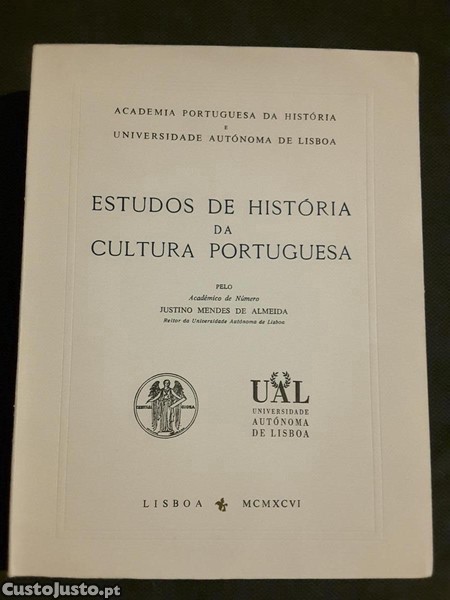 ACADEMIA PORTUGUESA DA HISTÓRIA
E
UNIVERSIDADE AUTÓNOMA DE LISBOA
ESTUDOS DE HISTÓRIA
DA
CULTURA PORTUGUESA
PELO
Académico de Número
JUSTINO MENDES DE ALMEIDA
Reitor da Universidade Autónoma de Lisboa
UAL
UNIVERSIDADE
AUTÓNOMA
DE LISBOA
LISBOA MCMXCVI
CustoJusto.pt